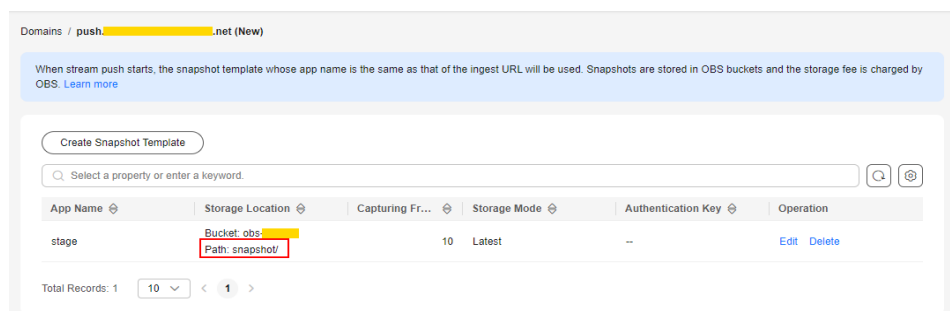 Domains / push. .net (New)
When stream push starts, the snapshot template whose app name is the same as that of the ingest URL will be used. Snapshots are stored in OBS buckets and the storage fee is charged by
OBS. Learn more
Create Snapshot Template
Select a property or enter a keyword.
App Name Storage Location Capturing Fr... Storage Mode Authentication Key Operation
stage Bucket: obs- 10 Latest -- Edit Delete
Path: snapshot/
Total Records: 1 10 < 1 >